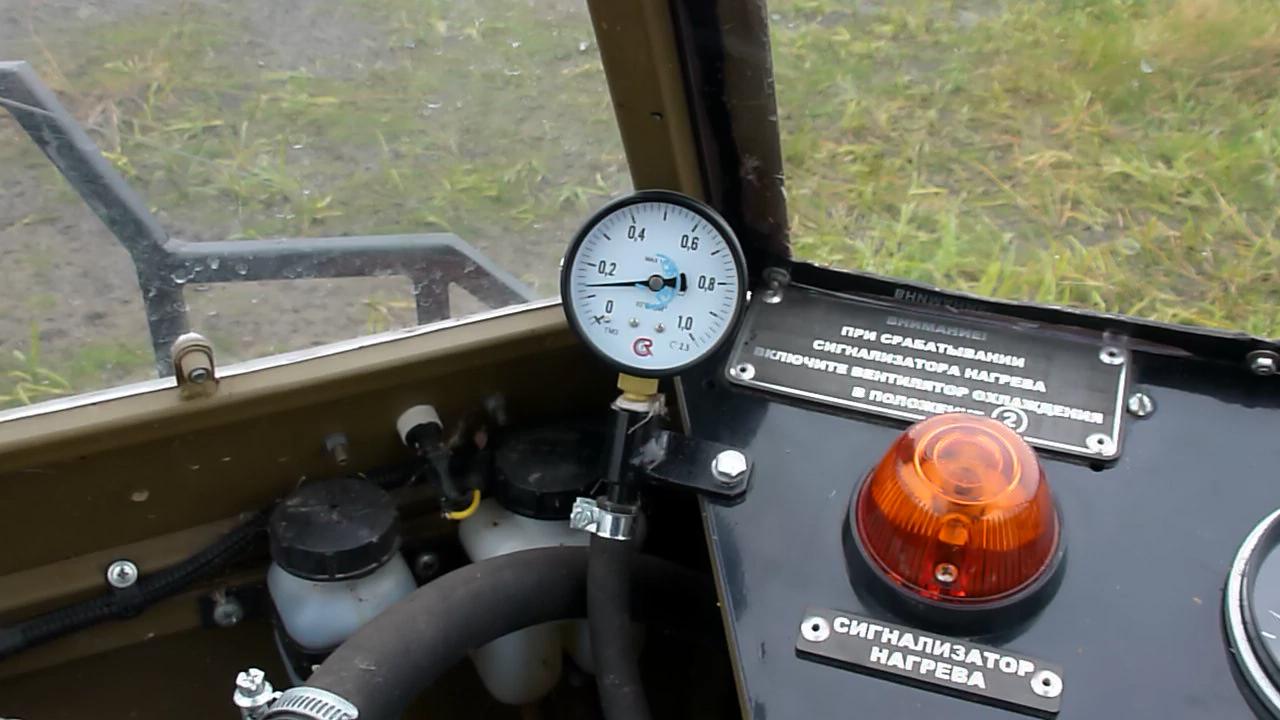 0,4
0,6
0,2
0,8
0
1,0
ТМ5
ВНИМАНИЕ!
ПРИ СРАБАТЫВАНИИ
СИГНАЛИЗАТОРА НАГРЕВА
ВКЛЮЧИТЕ ВЕНТИЛЯТОР ОХЛАЖДЕНИЯ
В ПОЛОЖЕНИЕ 2
СИГНАЛИЗАТОР
НАГРЕВА